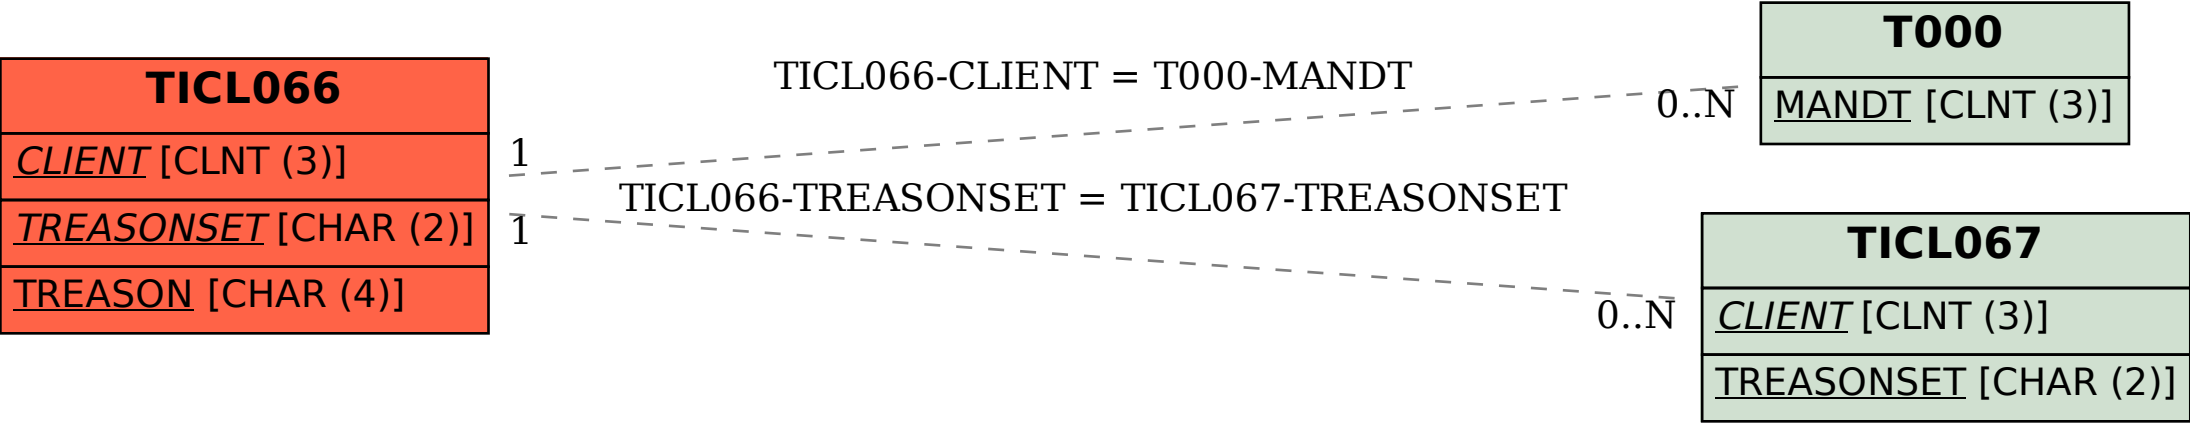 TICL066
CLIENT [CLNT (3)]
TREASONSET [CHAR (2)]
TREASON [CHAR (4)]
TICL066-CLIENT = T000-MANDT
1
0..N
TICL066-TREASONSET = TICL067-TREASONSET
1
0..N
T000
MANDT [CLNT (3)]
TICL067
CLIENT [CLNT (3)]
TREASONSET [CHAR (2)]